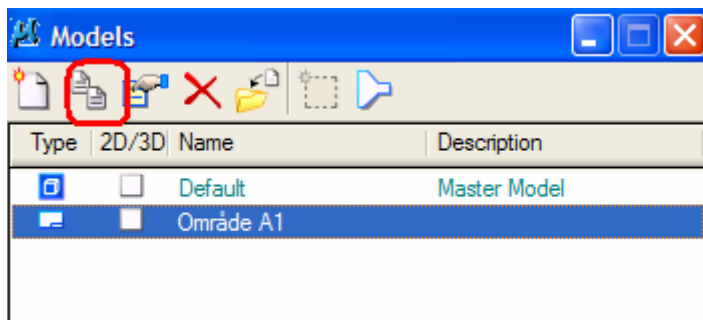 Models
Type 2D/3D Name Description
Default Master Model
Område A1